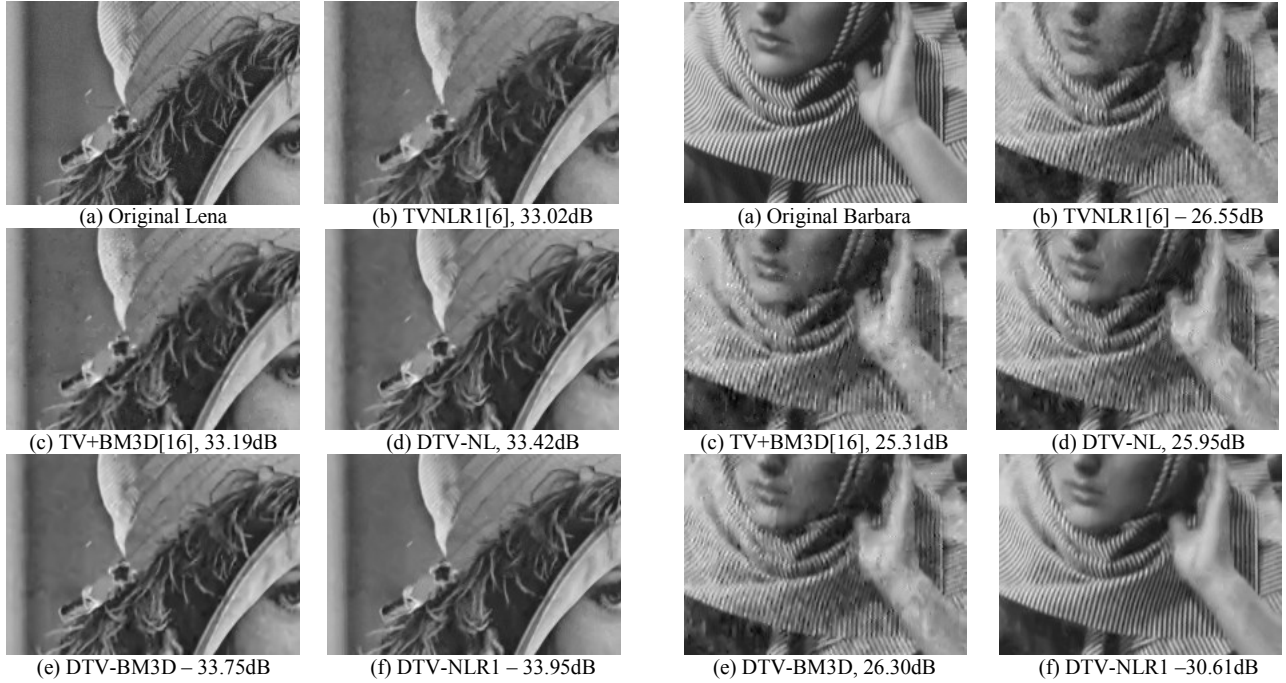 (a) Original Lena
(b) TVNLR1[6], 33.02dB
(c) TV+BM3D[16], 33.19dB
(d) DTV-NL, 33.42dB
(e) DTV-BM3D – 33.75dB
(f) DTV-NLR1 – 33.95dB
(a) Original Barbara
(b) TVNLR1[6] – 26.55dB
(c) TV+BM3D[16], 25.31dB
(d) DTV-NL, 25.95dB
(e) DTV-BM3D, 26.30dB
(f) DTV-NLR1 –30.61dB